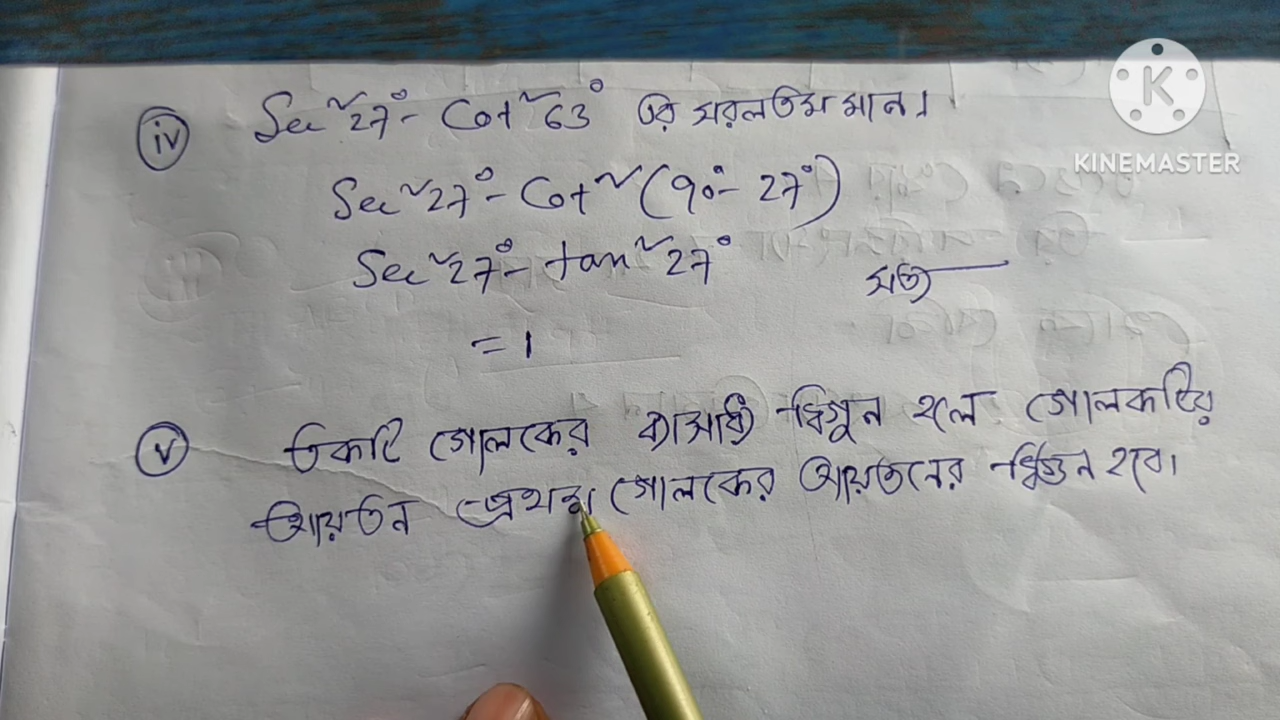 iv Sec²27° - Cot²63° এর সরলতম মান।
Sec²27° - Cot²(90° - 27°)
Sec²27° - tan²27°
সত্য
= 1
v একটি গোলকের ব্যাসার্ধ দ্বিগুন হলে গোলকটির
আয়তন প্রথম গোলকের আয়তনের দ্বিগুন হবে।
K
KINEMASTER